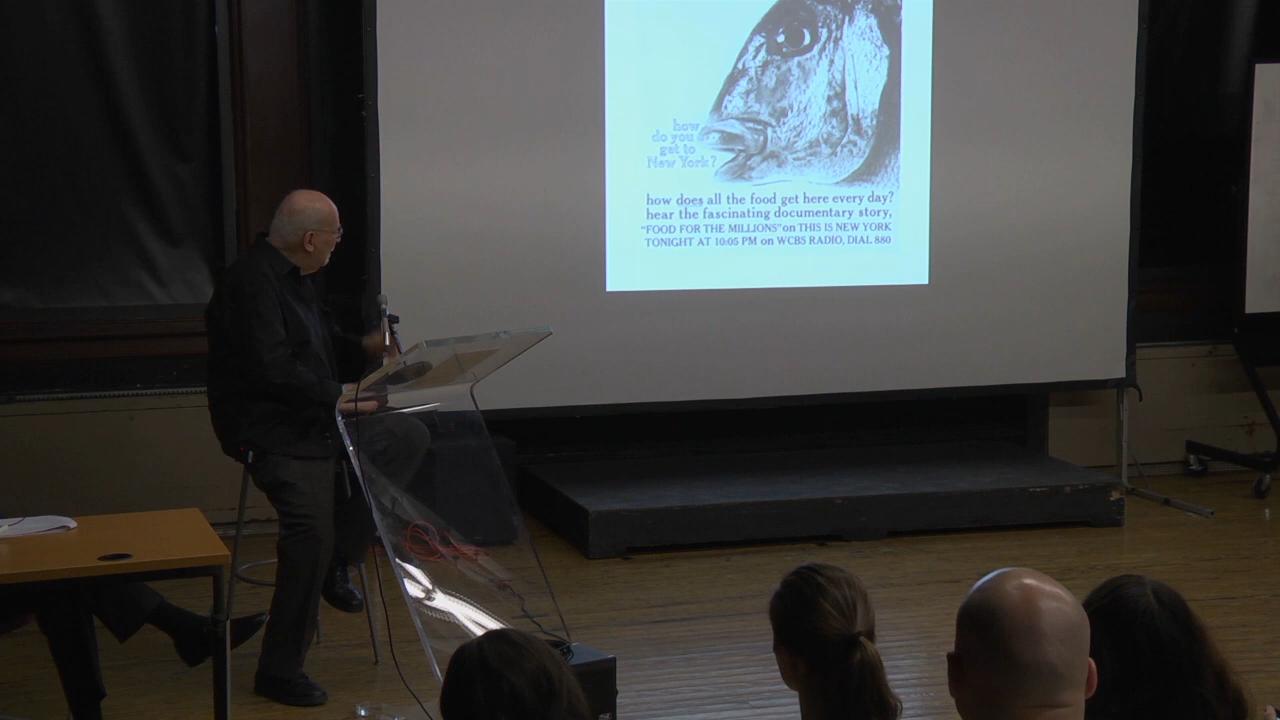 how
do you
get to
New York?
how does all the food get here every day?
hear the fascinating documentary story,
"FOOD FOR THE MILLIONS" on THIS IS NEW YORK
TONIGHT AT 10:05 PM on WCBS RADIO, DIAL 880